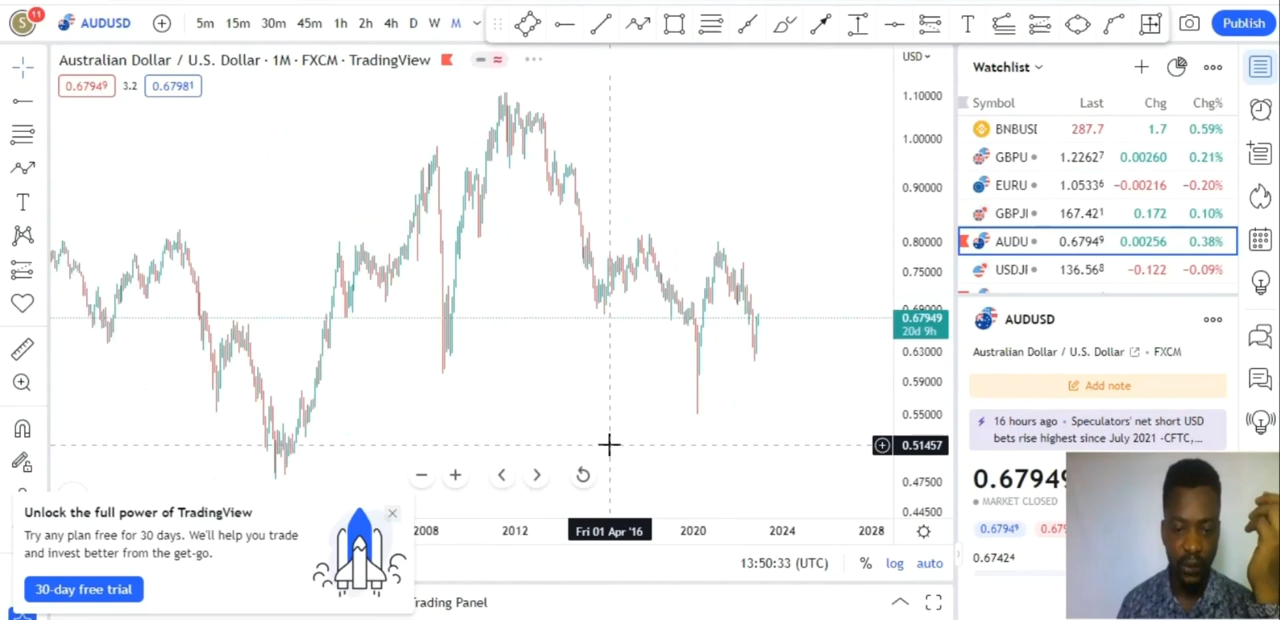 S 11 AUDUSD 5m 15m 30m 45m 1h 2h 4h D W M T Publish
Australian Dollar / U.S. Dollar · 1M · FXCM · TradingView
0.67949 3.2 0.67981
T
USD
1.10000
1.00000
0.90000
0.80000
0.75000
0.67949
20d 9h
0.63000
0.59000
0.55000
0.51457
0.47500
0.44500
2008 2012 Fri 01 Apr '16 2020 2024 2028
13:50:33 (UTC) % log auto
Unlock the full power of TradingView
Try any plan free for 30 days. We'll help you trade
and invest better from the get-go.
30-day free trial
rading Panel
Watchlist
Symbol Last Chg Chg%
BNBUSI 287.7 1.7 0.59%
GBPU 1.22627 0.00260 0.21%
EURU 1.05336 −0.00216 −0.20%
GBPJI 167.421 0.172 0.10%
AUDU 0.67949 0.00256 0.38%
USDJI 136.568 −0.122 −0.09%
AUDUSD
Australian Dollar / U.S. Dollar • FXCM
Add note
16 hours ago • Speculators' net short USD
bets rise highest since July 2021 -CFTC,...
0.67949
MARKET CLOSED
0.67949
0.67424